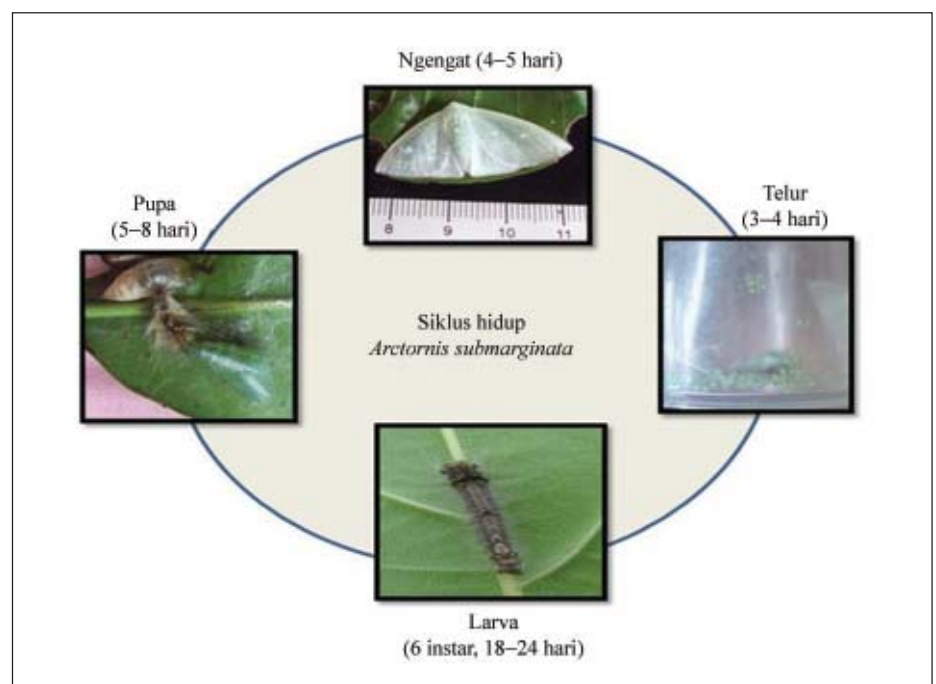 Ngengat (4–5 hari)
8 9 10 11
Telur
(3–4 hari)
Pupa
(5–8 hari)
Siklus hidup
Arctornis submarginata
Larva
(6 instar, 18–24 hari)